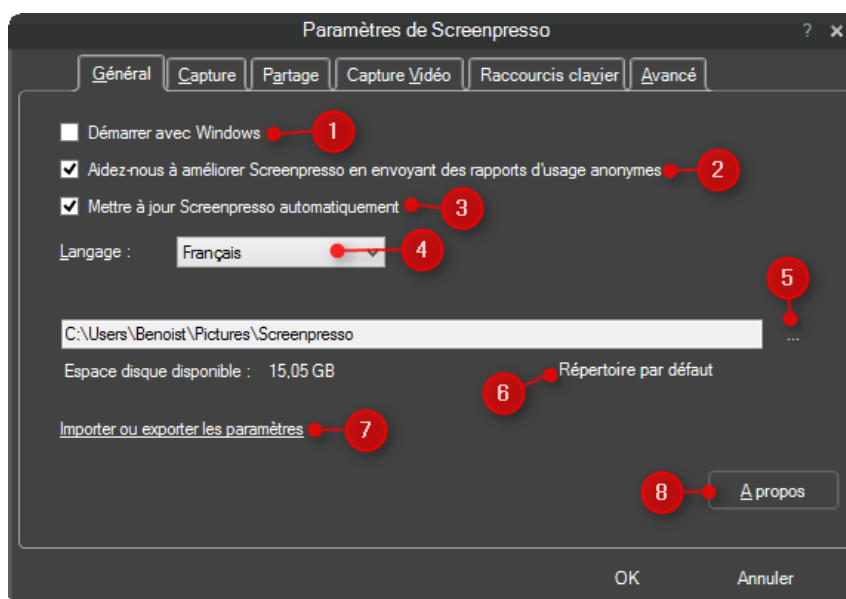 Paramètres de Screenpresso ? ×
Général Capture Partage Capture Vidéo Raccourcis clavier Avancé
Démarrer avec Windows 1
Aidez-nous à améliorer Screenpresso en envoyant des rapports d'usage anonymes 2
Mettre à jour Screenpresso automatiquement 3
Langage : Français 4
5
C:\Users\Benoist\Pictures\Screenpresso ...
Espace disque disponible : 15,05 GB 6 Répertoire par défaut
Importer ou exporter les paramètres 7
8 A propos
OK Annuler